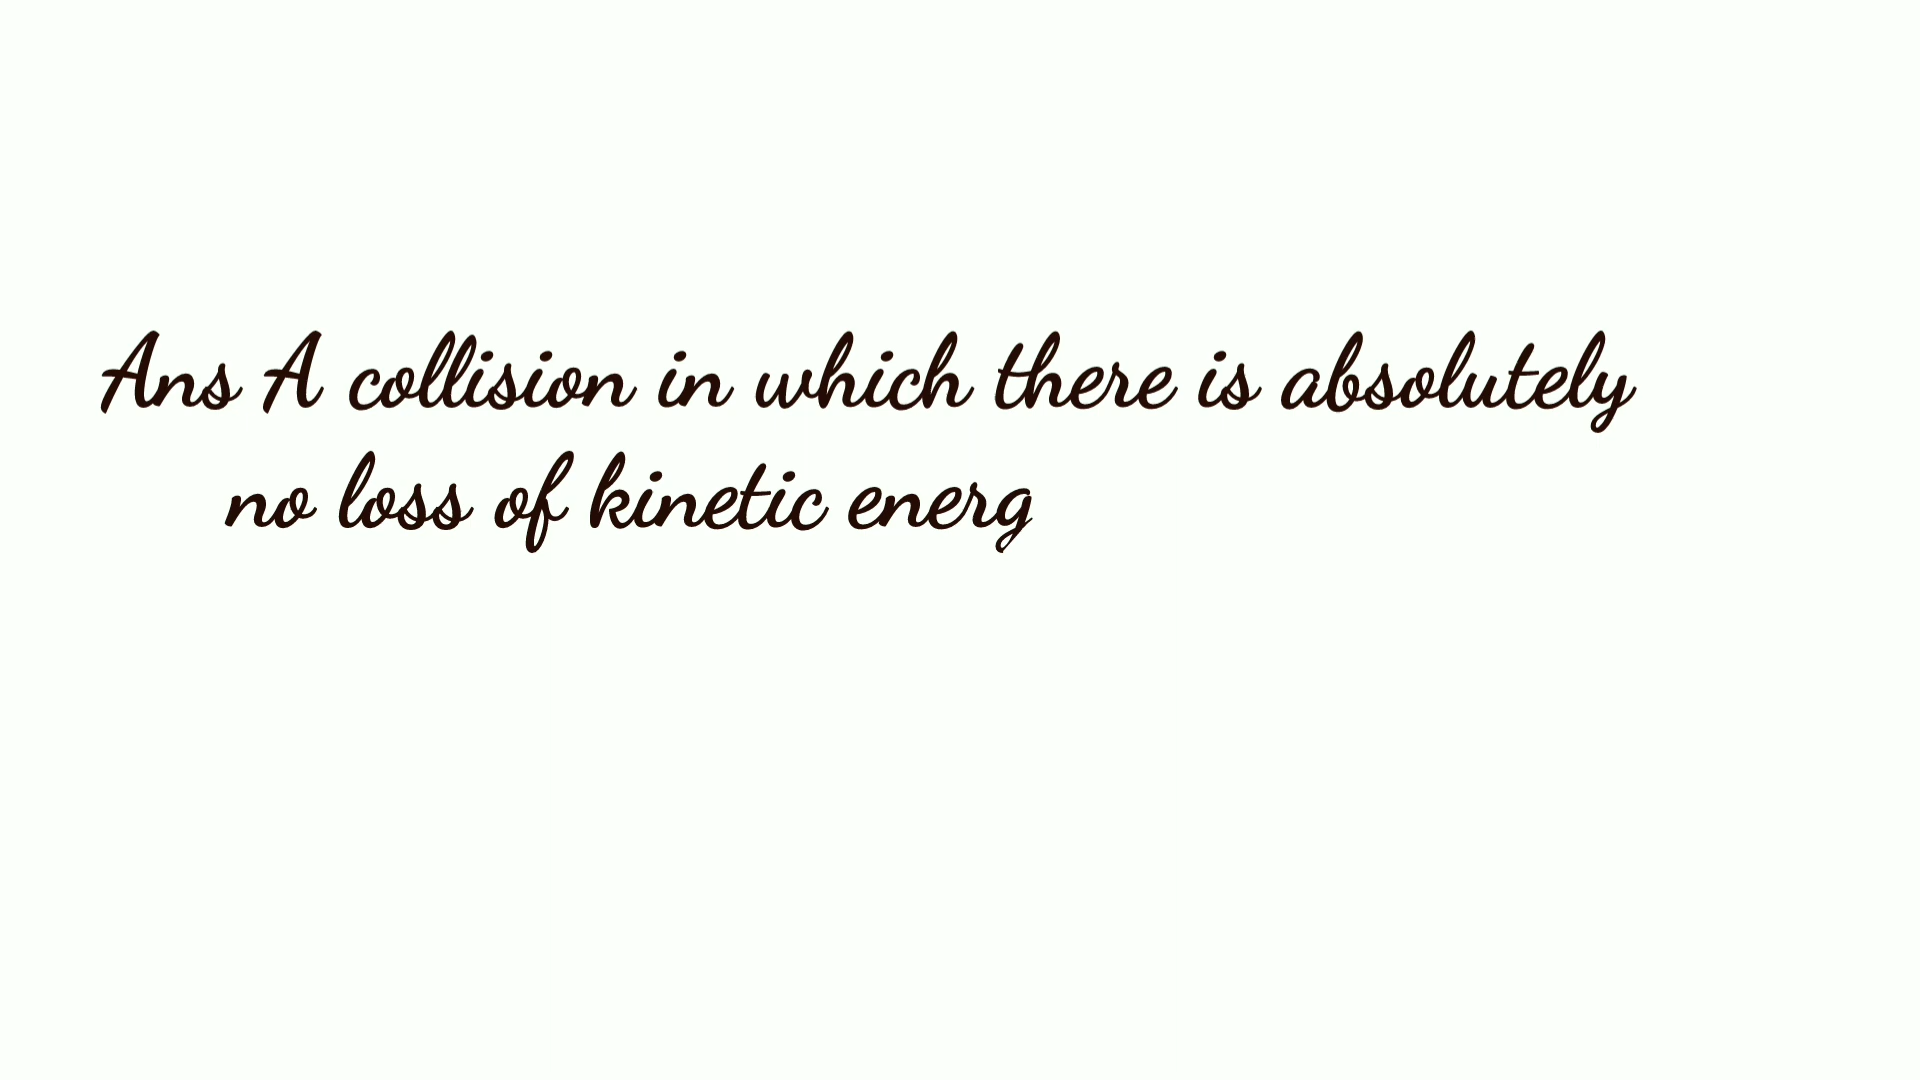 Ans A collision in which there is absolutely
no loss of kinetic energ